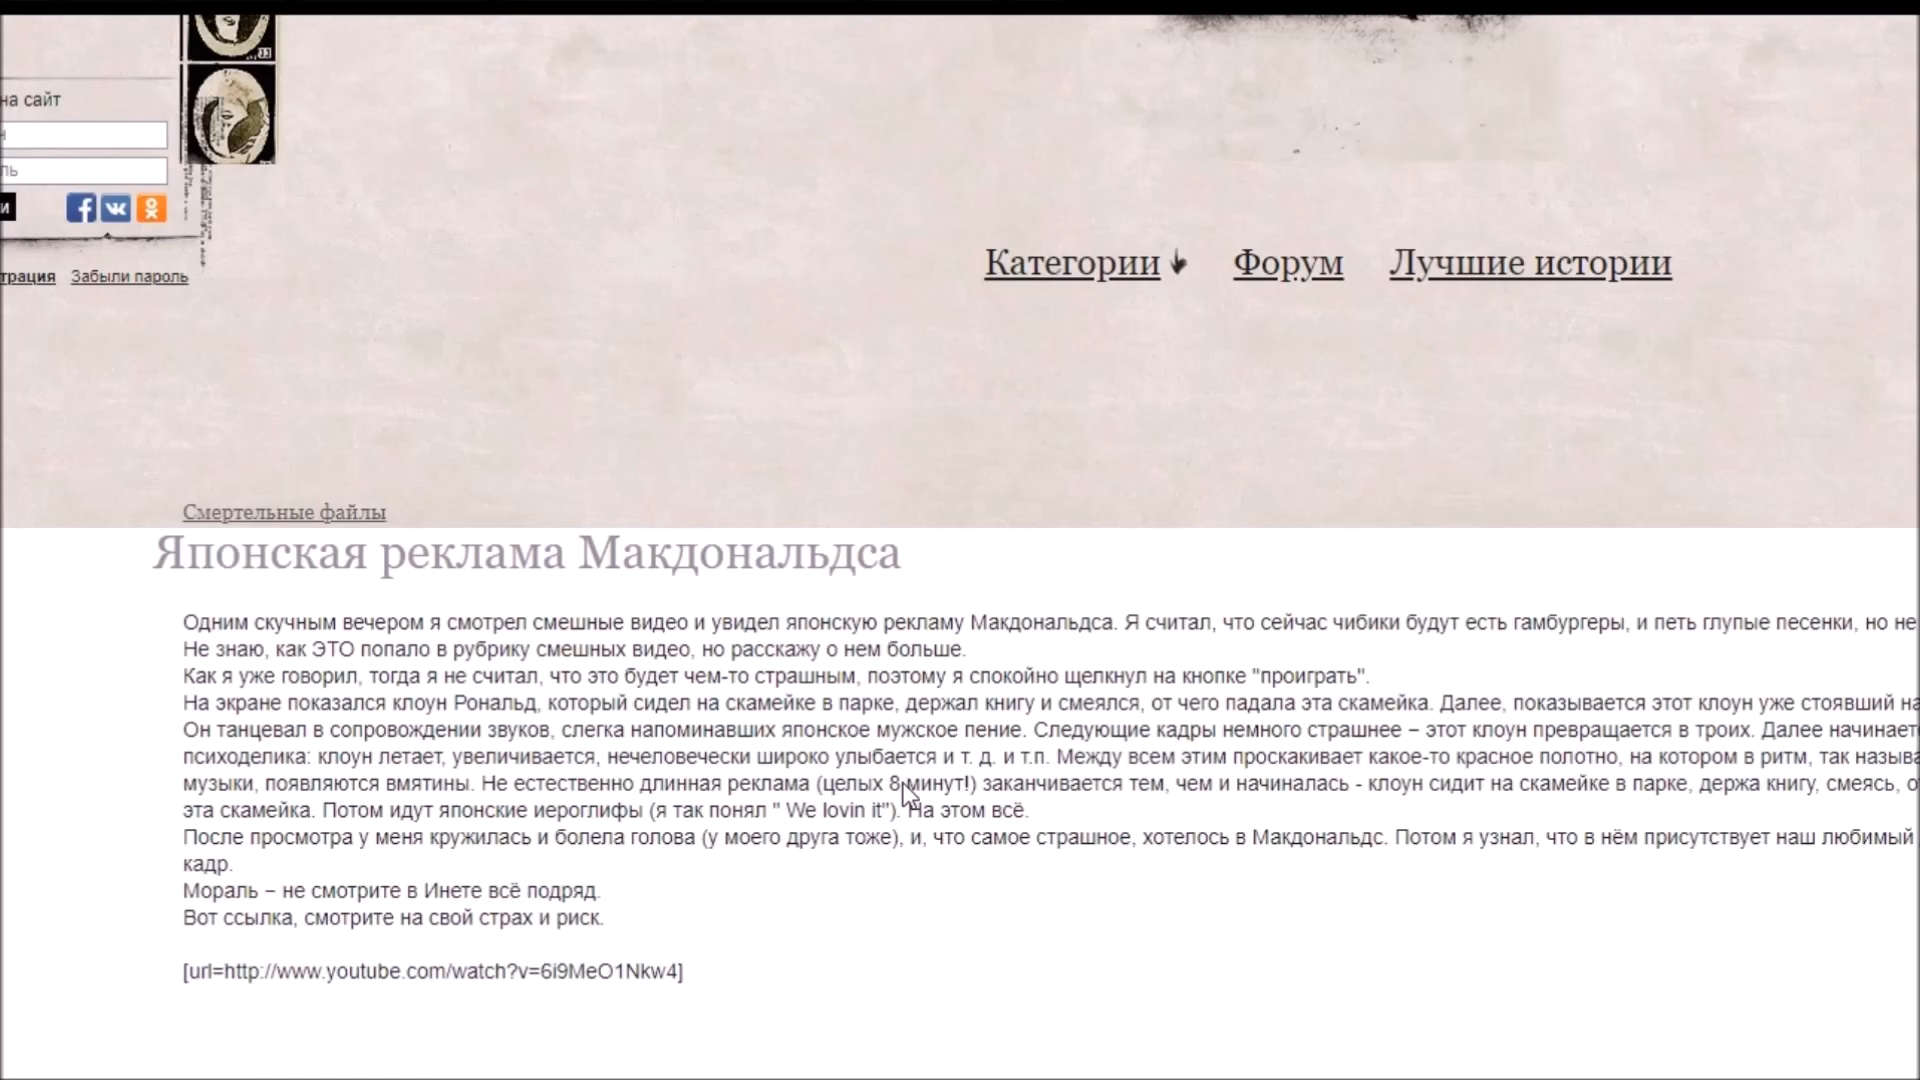 на сайт
ль
и
трация Забыли пароль
Категории Форум Лучшие истории
Смертельные файлы
Японская реклама Макдональдса
Одним скучным вечером я смотрел смешные видео и увидел японскую рекламу Макдональдса. Я считал, что сейчас чибики будут есть гамбургеры, и петь глупые песенки, но не
Не знаю, как ЭТО попало в рубрику смешных видео, но расскажу о нем больше.
Как я уже говорил, тогда я не считал, что это будет чем-то страшным, поэтому я спокойно щелкнул на кнопке "проиграть".
На экране показался клоун Рональд, который сидел на скамейке в парке, держал книгу и смеялся, от чего падала эта скамейка. Далее, показывается этот клоун уже стоявший на
Он танцевал в сопровождении звуков, слегка напоминавших японское мужское пение. Следующие кадры немного страшнее – этот клоун превращается в троих. Далее начинает
психоделика: клоун летает, увеличивается, нечеловечески широко улыбается и т. д. и т.п. Между всем этим проскакивает какое-то красное полотно, на котором в ритм, так называ
музыки, появляются вмятины. Не естественно длинная реклама (целых 8 минут!) заканчивается тем, чем и начиналась - клоун сидит на скамейке в парке, держа книгу, смеясь, о
эта скамейка. Потом идут японские иероглифы (я так понял " We lovin it"). На этом всё.
После просмотра у меня кружилась и болела голова (у моего друга тоже), и, что самое страшное, хотелось в Макдональдс. Потом я узнал, что в нём присутствует наш любимый
кадр.
Мораль – не смотрите в Инете всё подряд.
Вот ссылка, смотрите на свой страх и риск.
[url=http://www.youtube.com/watch?v=6i9MeO1Nkw4]